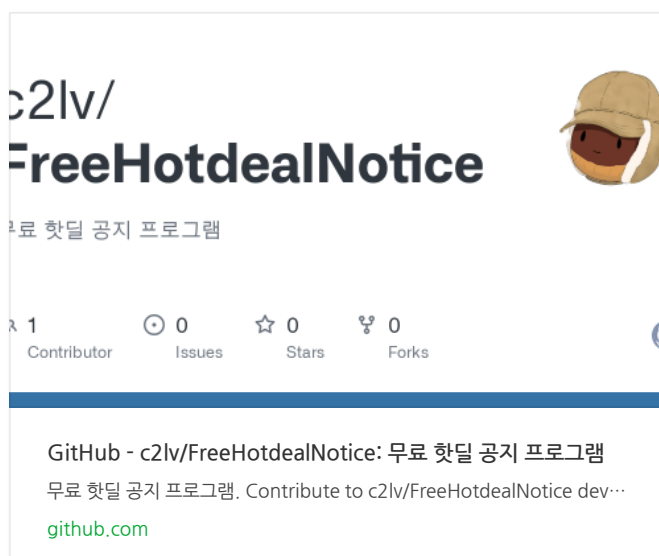 c2lv/
FreeHotdealNotice
무료 핫딜 공지 프로그램
1 0 0 0
Contributor Issues Stars Forks
GitHub - c2lv/FreeHotdealNotice: 무료 핫딜 공지 프로그램
무료 핫딜 공지 프로그램. Contribute to c2lv/FreeHotdealNotice dev…
github.com